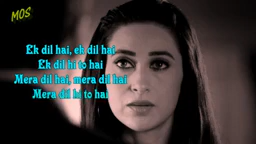 MOS
Ek dil hai, ek dil hai
Ek dil hi to hai
Mera dil hai, mera dil hai
Mera dil hi to hai